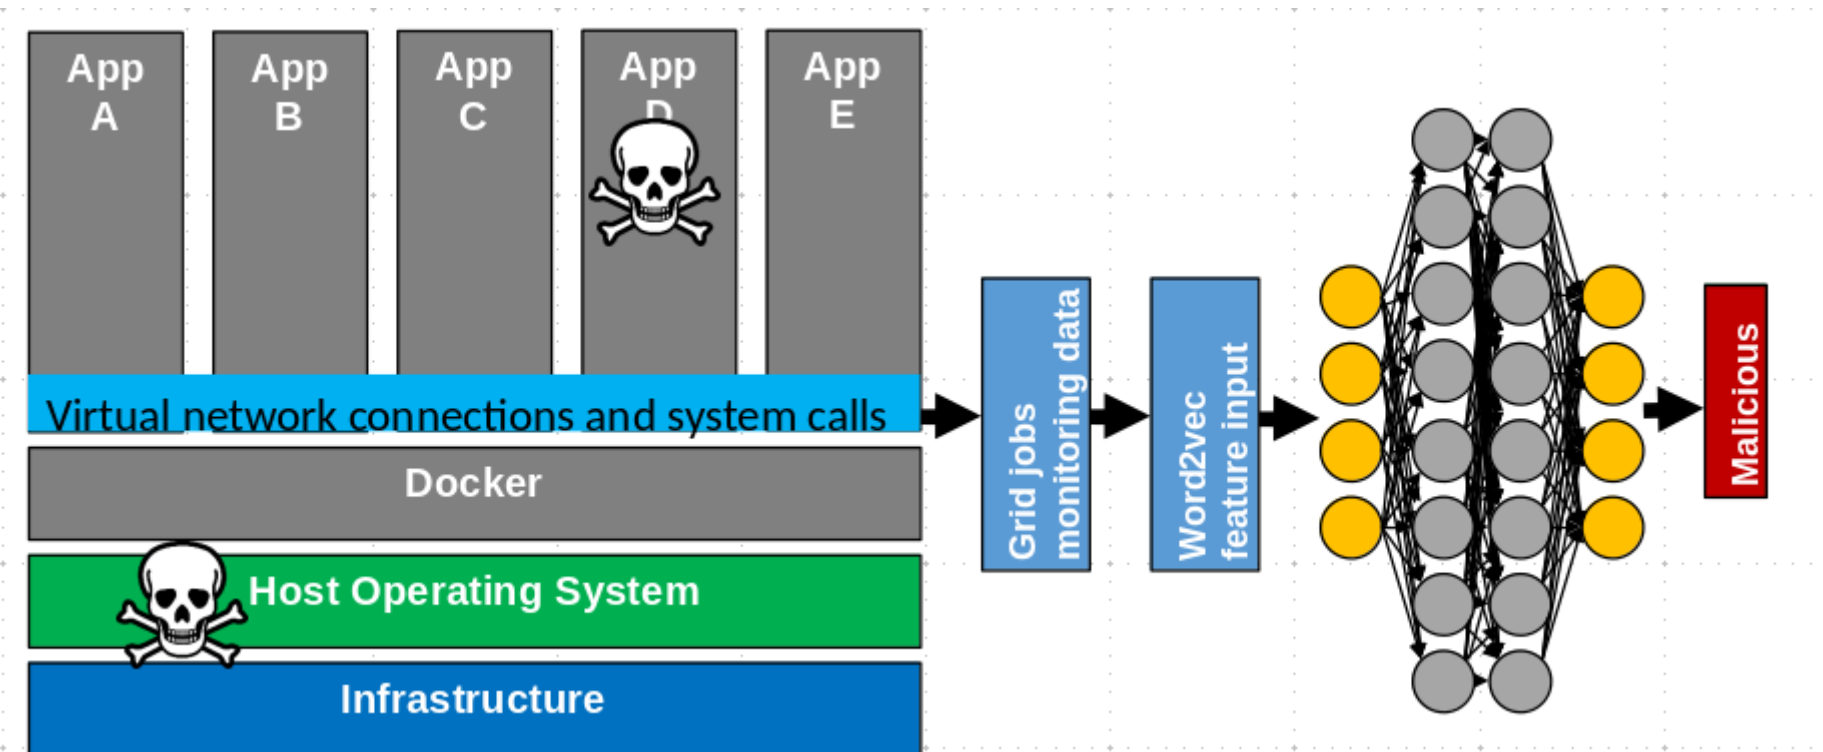 App
A
App
B
App
C
App
D
App
E
Virtual network connections and system calls
Docker
Host Operating System
Infrastructure
Grid jobs
monitoring data
Word2vec
feature input
Malicious